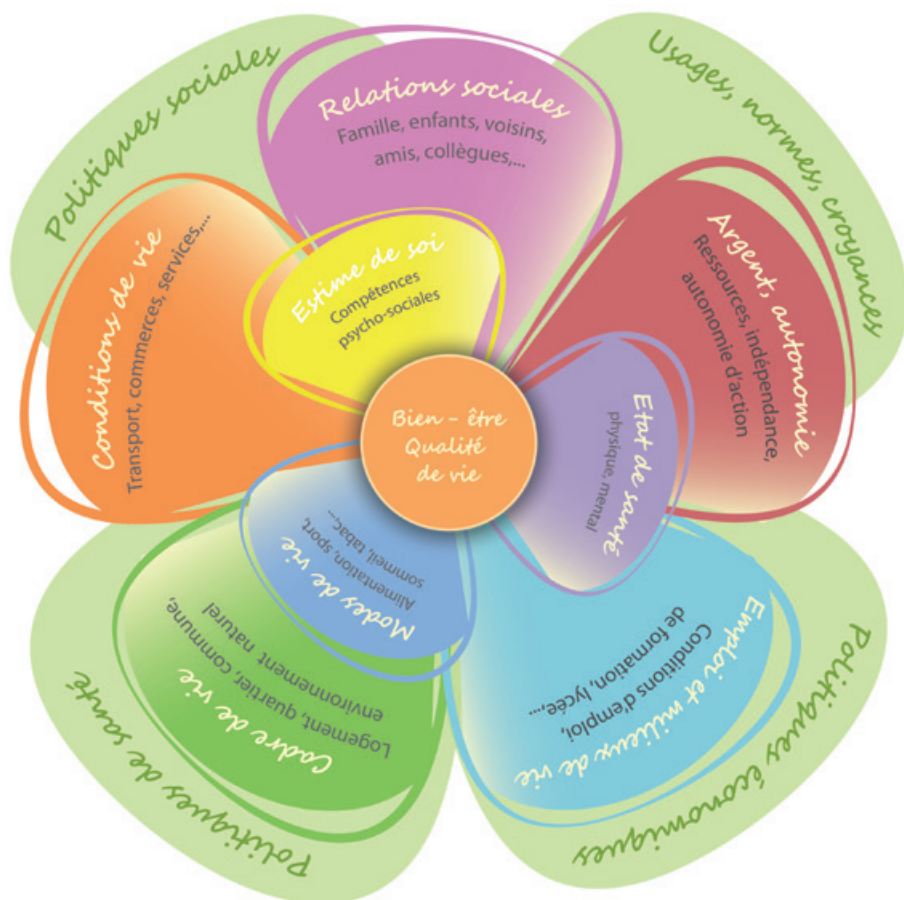 Politiques sociales
Usages, normes, croyances
Relations sociales
Famille, enfants, voisins,
amis, collègues,...
Conditions de vie
Transport, commerces, services,...
Estime de soi
Compétences
psycho-sociales
Argent, autonomie
Ressources, indépendance,
autonomie d'action
Bien - être
Qualité
de vie
Etat de santé
physique, mental
Modes de vie
Alimentation, sport,
sommeil, tabac,...
Cadre de vie
Logement, quartier, commune,
environnement naturel
Emploi et milieux de vie
Conditions d'emploi,
de formation, lycée,...
Politiques de santé
Politiques économiques